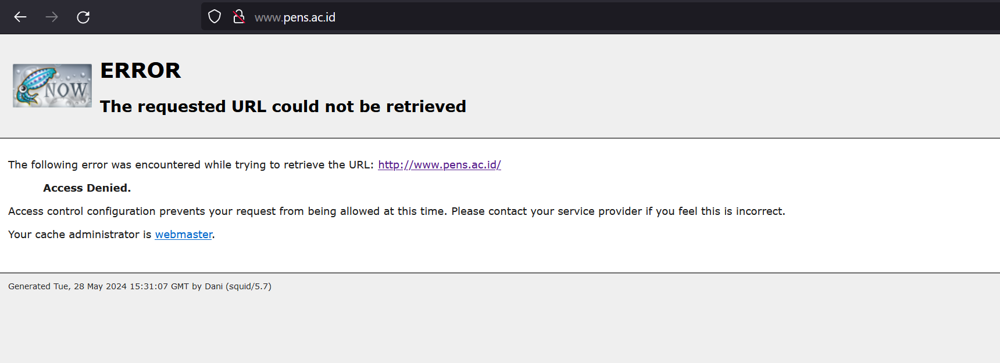 www.pens.ac.id
NOW
ERROR
The requested URL could not be retrieved
The following error was encountered while trying to retrieve the URL: http://www.pens.ac.id/
Access Denied.
Access control configuration prevents your request from being allowed at this time. Please contact your service provider if you feel this is incorrect.
Your cache administrator is webmaster.
Generated Tue, 28 May 2024 15:31:07 GMT by Dani (squid/5.7)